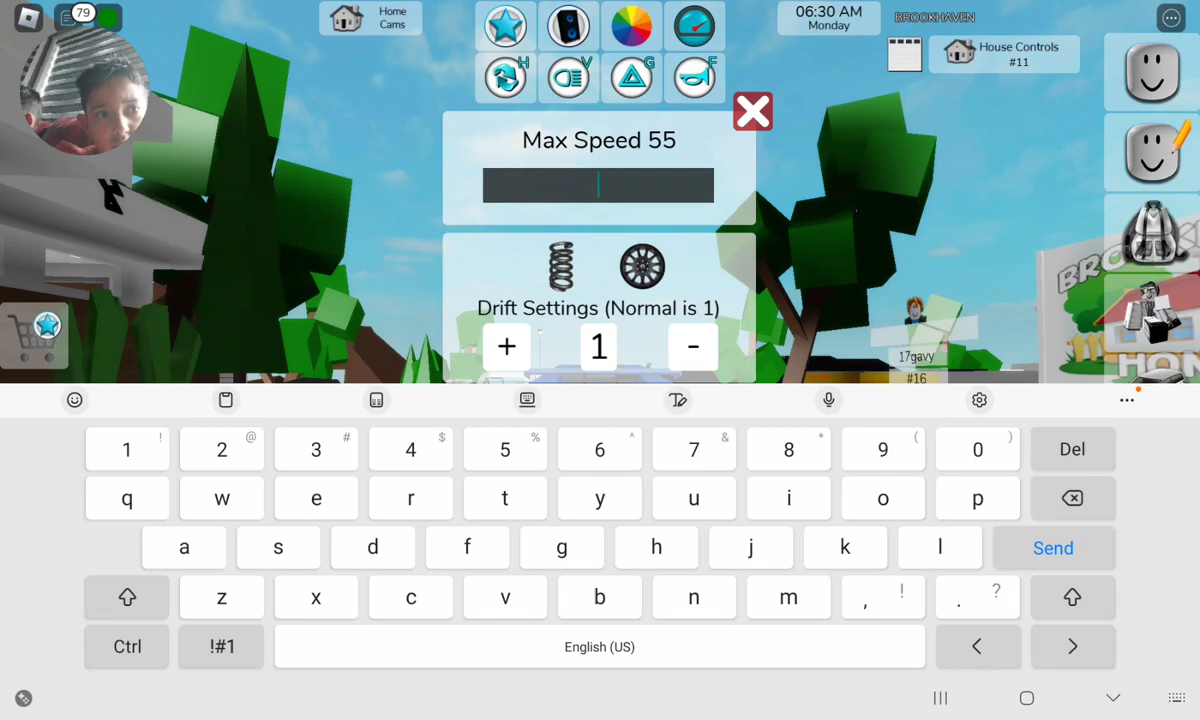 79
Home
Cams
H
V
G
F
06:30 AM
Monday
BROOKHAVEN
House Controls
#11
Max Speed 55
Drift Settings (Normal is 1)
+ 1 -
17gavy
#16
1 ! 2 @ 3 # 4 $ 5 % 6 ^ 7 & 8 * 9 ( 0 ) Del
q w e r t y u i o p
a s d f g h j k l Send
z x c v b n m , ! . ?
Ctrl !#1 English (US) < >